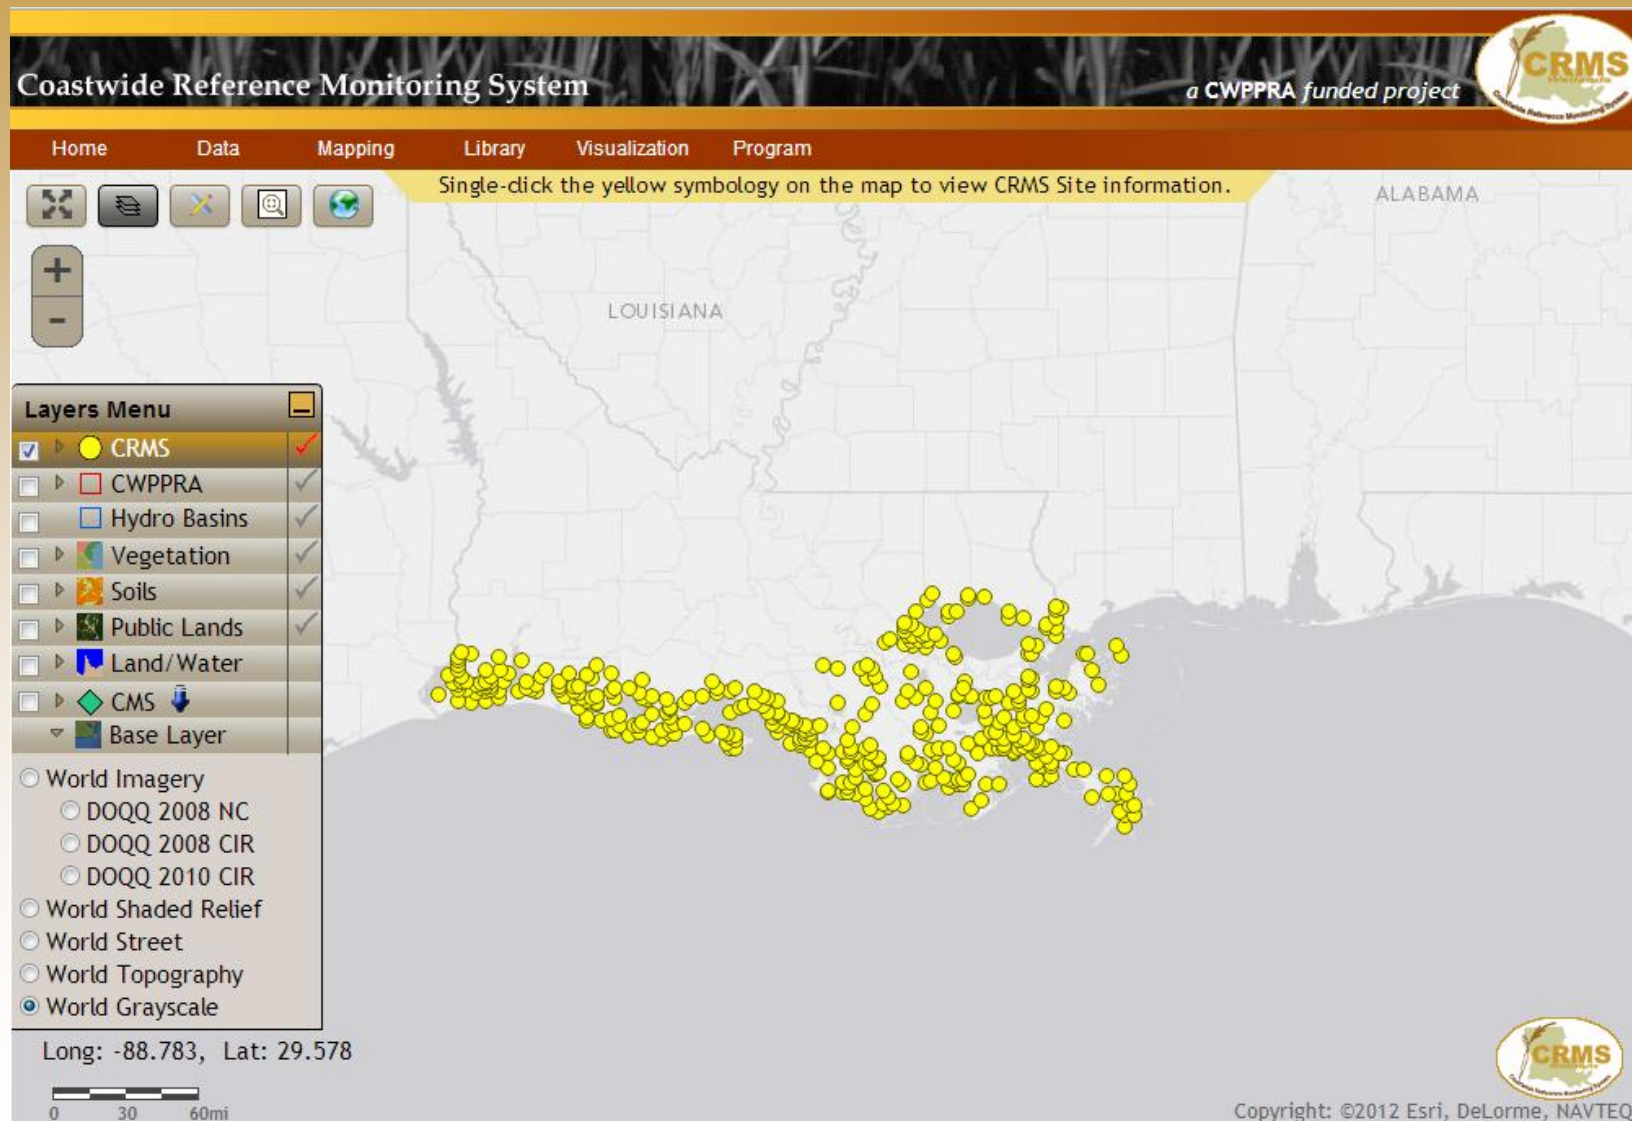 Coastwide Reference Monitoring System
a CWPPRA funded project
CRMS
Home Data Mapping Library Visualization Program
Single-click the yellow symbology on the map to view CRMS Site information.
ALABAMA
LOUISIANA
+
-
Layers Menu
CRMS
CWPPRA
Hydro Basins
Vegetation
Soils
Public Lands
Land/Water
CMS
Base Layer
World Imagery
DOQQ 2008 NC
DOQQ 2008 CIR
DOQQ 2010 CIR
World Shaded Relief
World Street
World Topography
World Grayscale
Long: -88.783, Lat: 29.578
0 30 60mi
CRMS
Copyright: ©2012 Esri, DeLorme, NAVTEQ